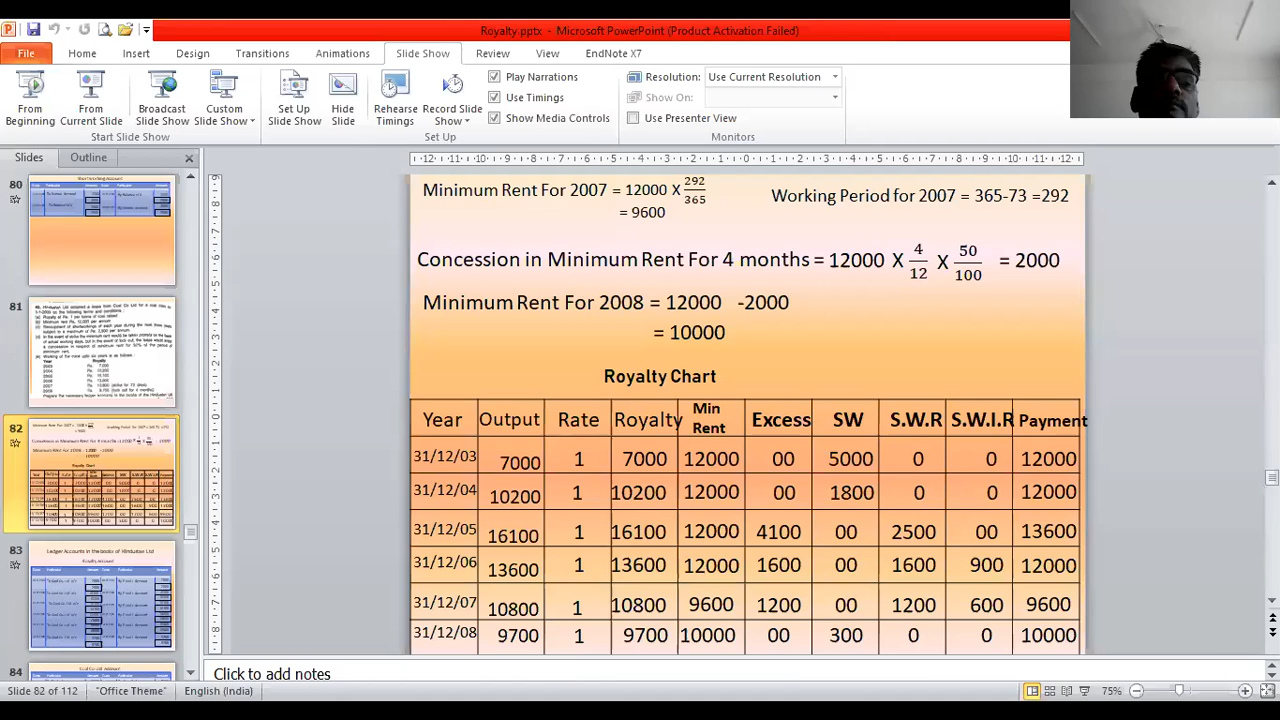 Royalty.pptx - Microsoft PowerPoint (Product Activation Failed)
File Home Insert Design Transitions Animations Slide Show Review View EndNote X7
From Beginning
From Current Slide
Broadcast Slide Show
Custom Slide Show
Set Up Slide Show
Hide Slide
Rehearse Timings
Record Slide Show
Play Narrations
Use Timings
Show Media Controls
Resolution: Use Current Resolution
Show On:
Use Presenter View
Start Slide Show Set Up Monitors
Slides Outline
80
81
82
83
Ledger Accounts in the books of Hindustan Ltd
84
Minimum Rent For 2007 = 12000 X 292/365
= 9600
Working Period for 2007 = 365-73 =292
Concession in Minimum Rent For 4 months = 12000 X 4/12 X 50/100 = 2000
Minimum Rent For 2008 = 12000 -2000
= 10000
Royalty Chart
Year Output Rate Royalty Min Rent Excess SW S.W.R S.W.I.R Payment
31/12/03 7000 1 7000 12000 00 5000 0 0 12000
31/12/04 10200 1 10200 12000 00 1800 0 0 12000
31/12/05 16100 1 16100 12000 4100 00 2500 00 13600
31/12/06 13600 1 13600 12000 1600 00 1600 900 12000
31/12/07 10800 1 10800 9600 1200 00 1200 600 9600
31/12/08 9700 1 9700 10000 00 300 0 0 10000
Click to add notes
Slide 82 of 112 "Office Theme" English (India) 75%